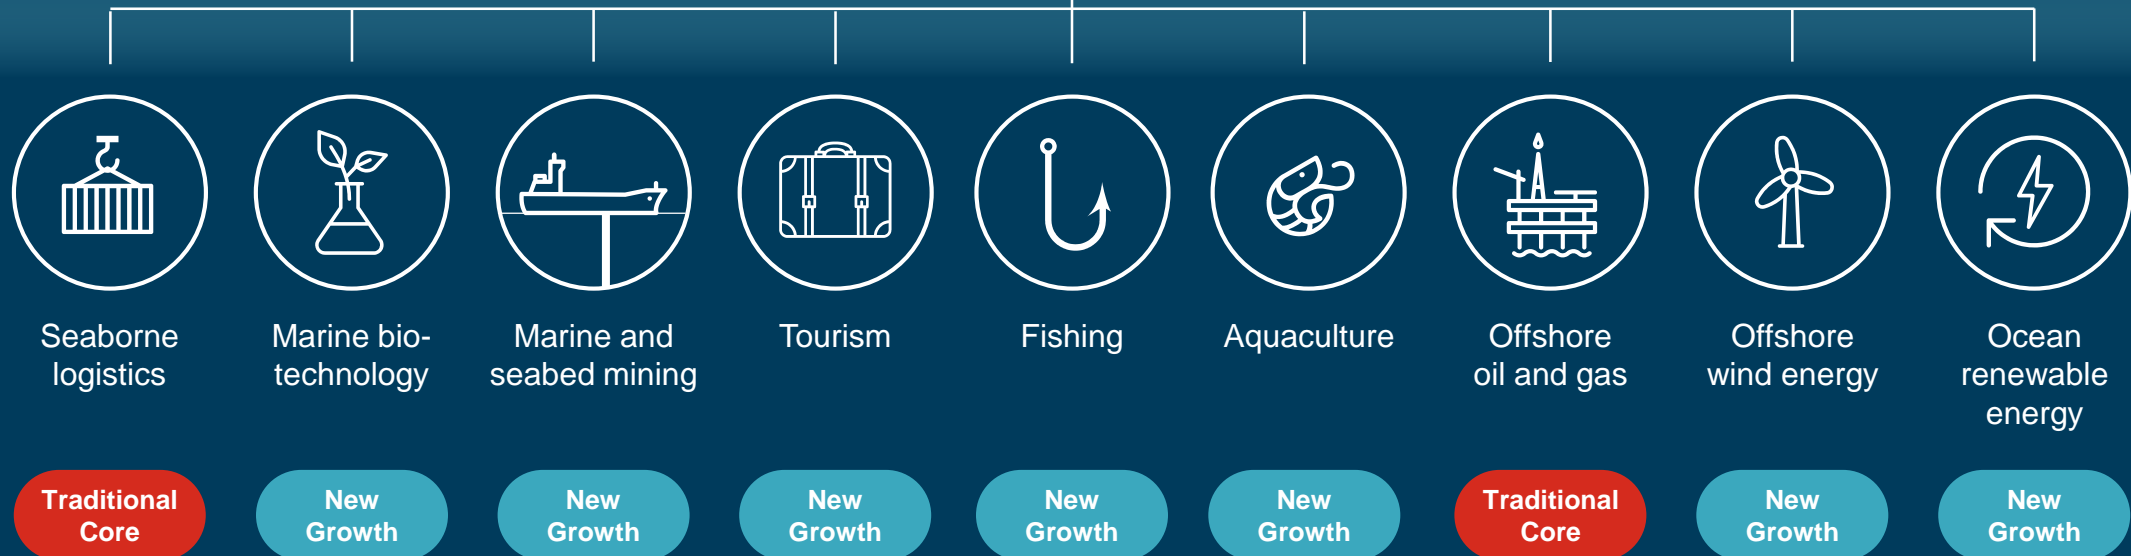 Seaborne
logistics
Marine bio-
technology
Marine and
seabed mining
Tourism
Fishing
Aquaculture
Offshore
oil and gas
Offshore
wind energy
Ocean
renewable
energy
Traditional
Core
New
Growth
New
Growth
New
Growth
New
Growth
New
Growth
Traditional
Core
New
Growth
New
Growth